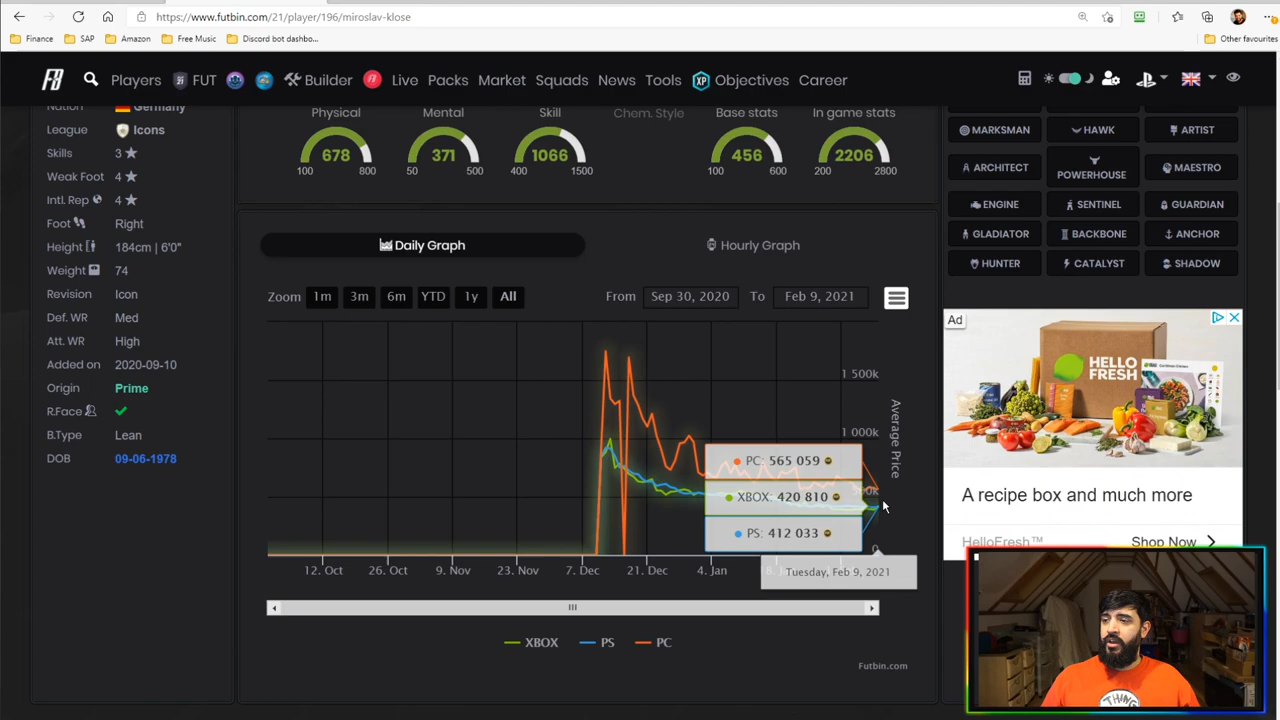 https://www.futbin.com/21/player/196/miroslav-klose
Finance SAP Amazon Free Music Discord bot dashbo... Other favourites
Players FUT Builder Live Packs Market Squads News Tools XP Objectives Career
Nation Germany
League Icons
Skills 3
Weak Foot 4
Intl. Rep 4
Foot Right
Height 184cm | 6'0"
Weight 74
Revision Icon
Def. WR Med
Att. WR High
Added on 2020-09-10
Origin Prime
R.Face
B.Type Lean
DOB 09-06-1978
Physical Mental Skill Chem. Style Base stats In game stats
678 371 1066 456 2206
100 800 50 500 400 1500 100 600 200 2800
Daily Graph Hourly Graph
Zoom 1m 3m 6m YTD 1y All From Sep 30, 2020 To Feb 9, 2021
1 500k
1 000k
500k
0
Average Price
PC: 565 059
XBOX: 420 810
PS: 412 033
Tuesday, Feb 9, 2021
12. Oct 26. Oct 9. Nov 23. Nov 7. Dec 21. Dec 4. Jan
XBOX PS PC
Futbin.com
MARKSMAN HAWK ARTIST
ARCHITECT POWERHOUSE MAESTRO
ENGINE SENTINEL GUARDIAN
GLADIATOR BACKBONE ANCHOR
HUNTER CATALYST SHADOW
Ad
HELLO
FRESH
A recipe box and much more
HelloFresh™ Shop Now
THING